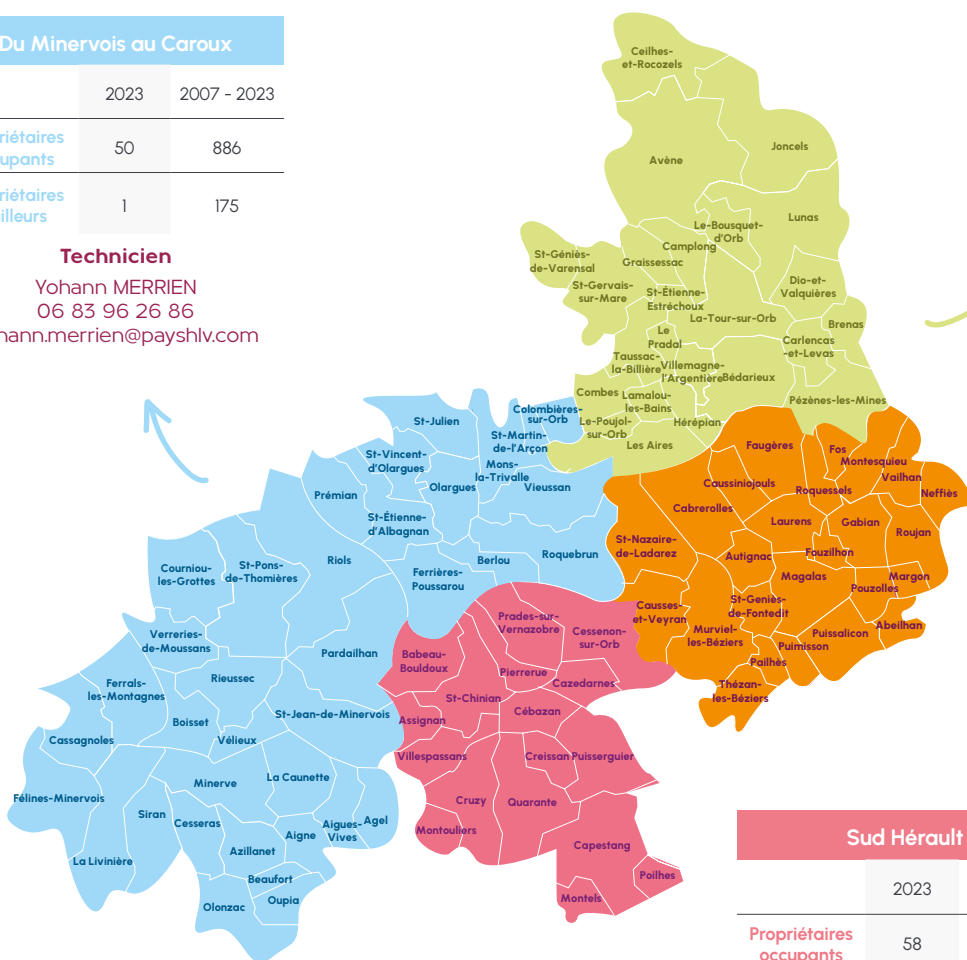 Du Minervois au Caroux
2023 2007 - 2023
riétaires
upants
50 886
riétaires
illeurs
1 175
Technicien
Yohann MERRIEN
06 83 96 26 86
hann.merrien@payshlv.com
Ceilhes-
et-Rocozels
Avène
Joncels
Lunas
Le-Bousquet-
d'Orb
Camplong
Graissessac
St-Géniès-
de-Varensal
St-Gervais-
sur-Mare
St-Étienne-
Estréchoux
Dio-et-
Valquières
La-Tour-sur-Orb
Brenas
Le
Pradal
Carlencas
-et-Levas
Taussac-
la-Billière
Villemagne-
l'Argentière
Bédarieux
Combes
Lamalou-
les-Bains
Pézènes-les-Mines
Le-Poujol-
sur-Orb
Hérépian
Les Aires
St-Julien
Colombières-
sur-Orb
St-Martin-
de-l'Arçon
St-Vincent-
d'Olargues
Mons-
la-Trivalle
Olargues
Vieussan
Prémian
St-Étienne-
d'Albagnan
Roquebrun
Berlou
Riols
Ferrières-
Poussarou
Courniou-
les-Grottes
St-Pons-
de-Thomières
Verreries-
de-Moussans
Pardailhan
Rieussec
Ferrals-
les-Montagnes
St-Jean-de-Minervois
Boisset
Vélieux
Cassagnoles
La Caunette
Minerve
Félines-Minervois
Siran
Cesseras
Aigues-
Vives
Agel
Aigne
Azillanet
La Livinière
Beaufort
Oupia
Olonzac
Faugères
Fos
Montesquieu
Vailhan
Neffiès
Caussiniojouls
Roquessels
Cabrerolles
Laurens
Gabian
Roujan
St-Nazaire-
de-Ladarez
Autignac
Fouzilhon
Magalas
Margon
Pouzolles
Causses-
et-Veyran
St-Geniès-
de-Fontedit
Abeilhan
Murviel-
les-Béziers
Puissalicon
Puimisson
Pailhès
Thézan-
les-Béziers
Prades-sur-
Vernazobre
Cessenon-
sur-Orb
Babeau-
Bouldoux
Pierrerue
Cazedarnes
St-Chinian
Cébazan
Assignan
Villespassans
Creissan
Puisserguier
Cruzy
Quarante
Montouliers
Capestang
Poilhes
Montels
Sud Hérault
2023
Propriétaires
occupants
58